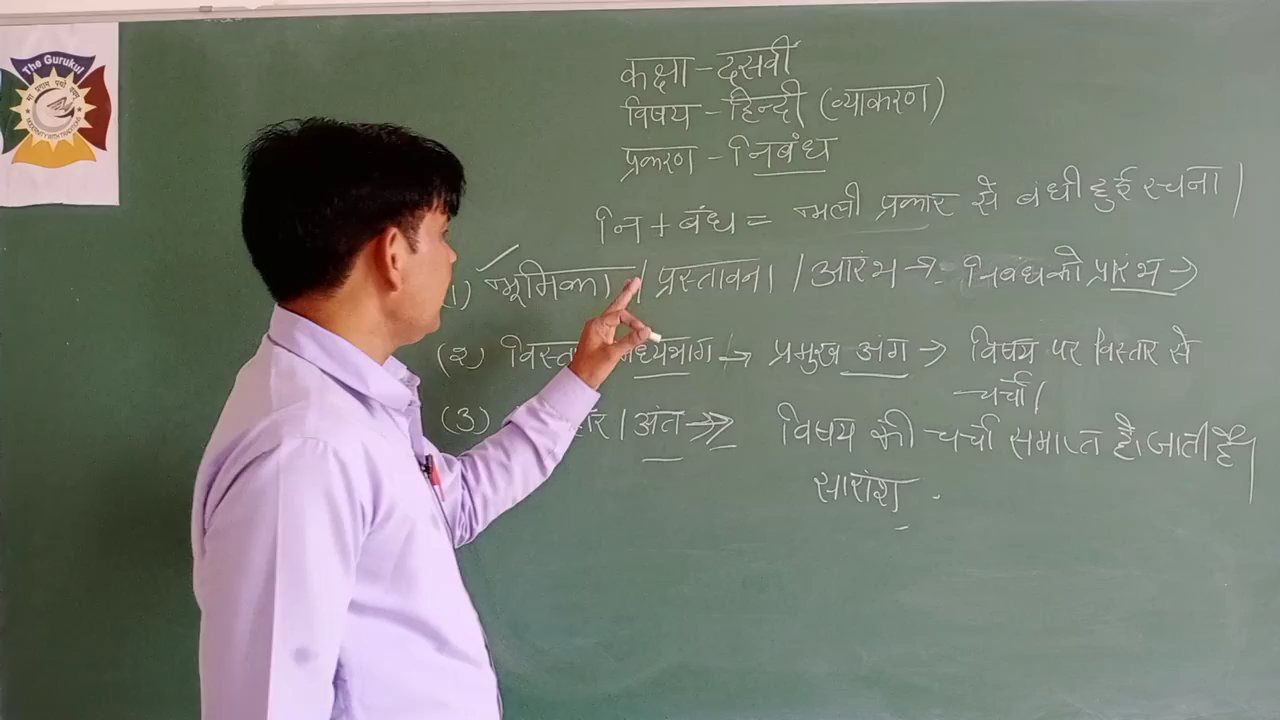 The Gurukul
कक्षा - दसवीं
विषय - हिन्दी (व्याकरण)
प्रकरण - निबंध
नि + बंध = भली प्रकार से बंधी हुई रचना।
(1) भूमिका / प्रस्तावना / आरंभ → निबंध को प्रारंभ →
(२) मध्यभाग → प्रमुख अंग → विषय पर विस्तार से
चर्चा।
(3) / अंत → विषय की चर्चा समाप्त हो जाती है।
सारांश